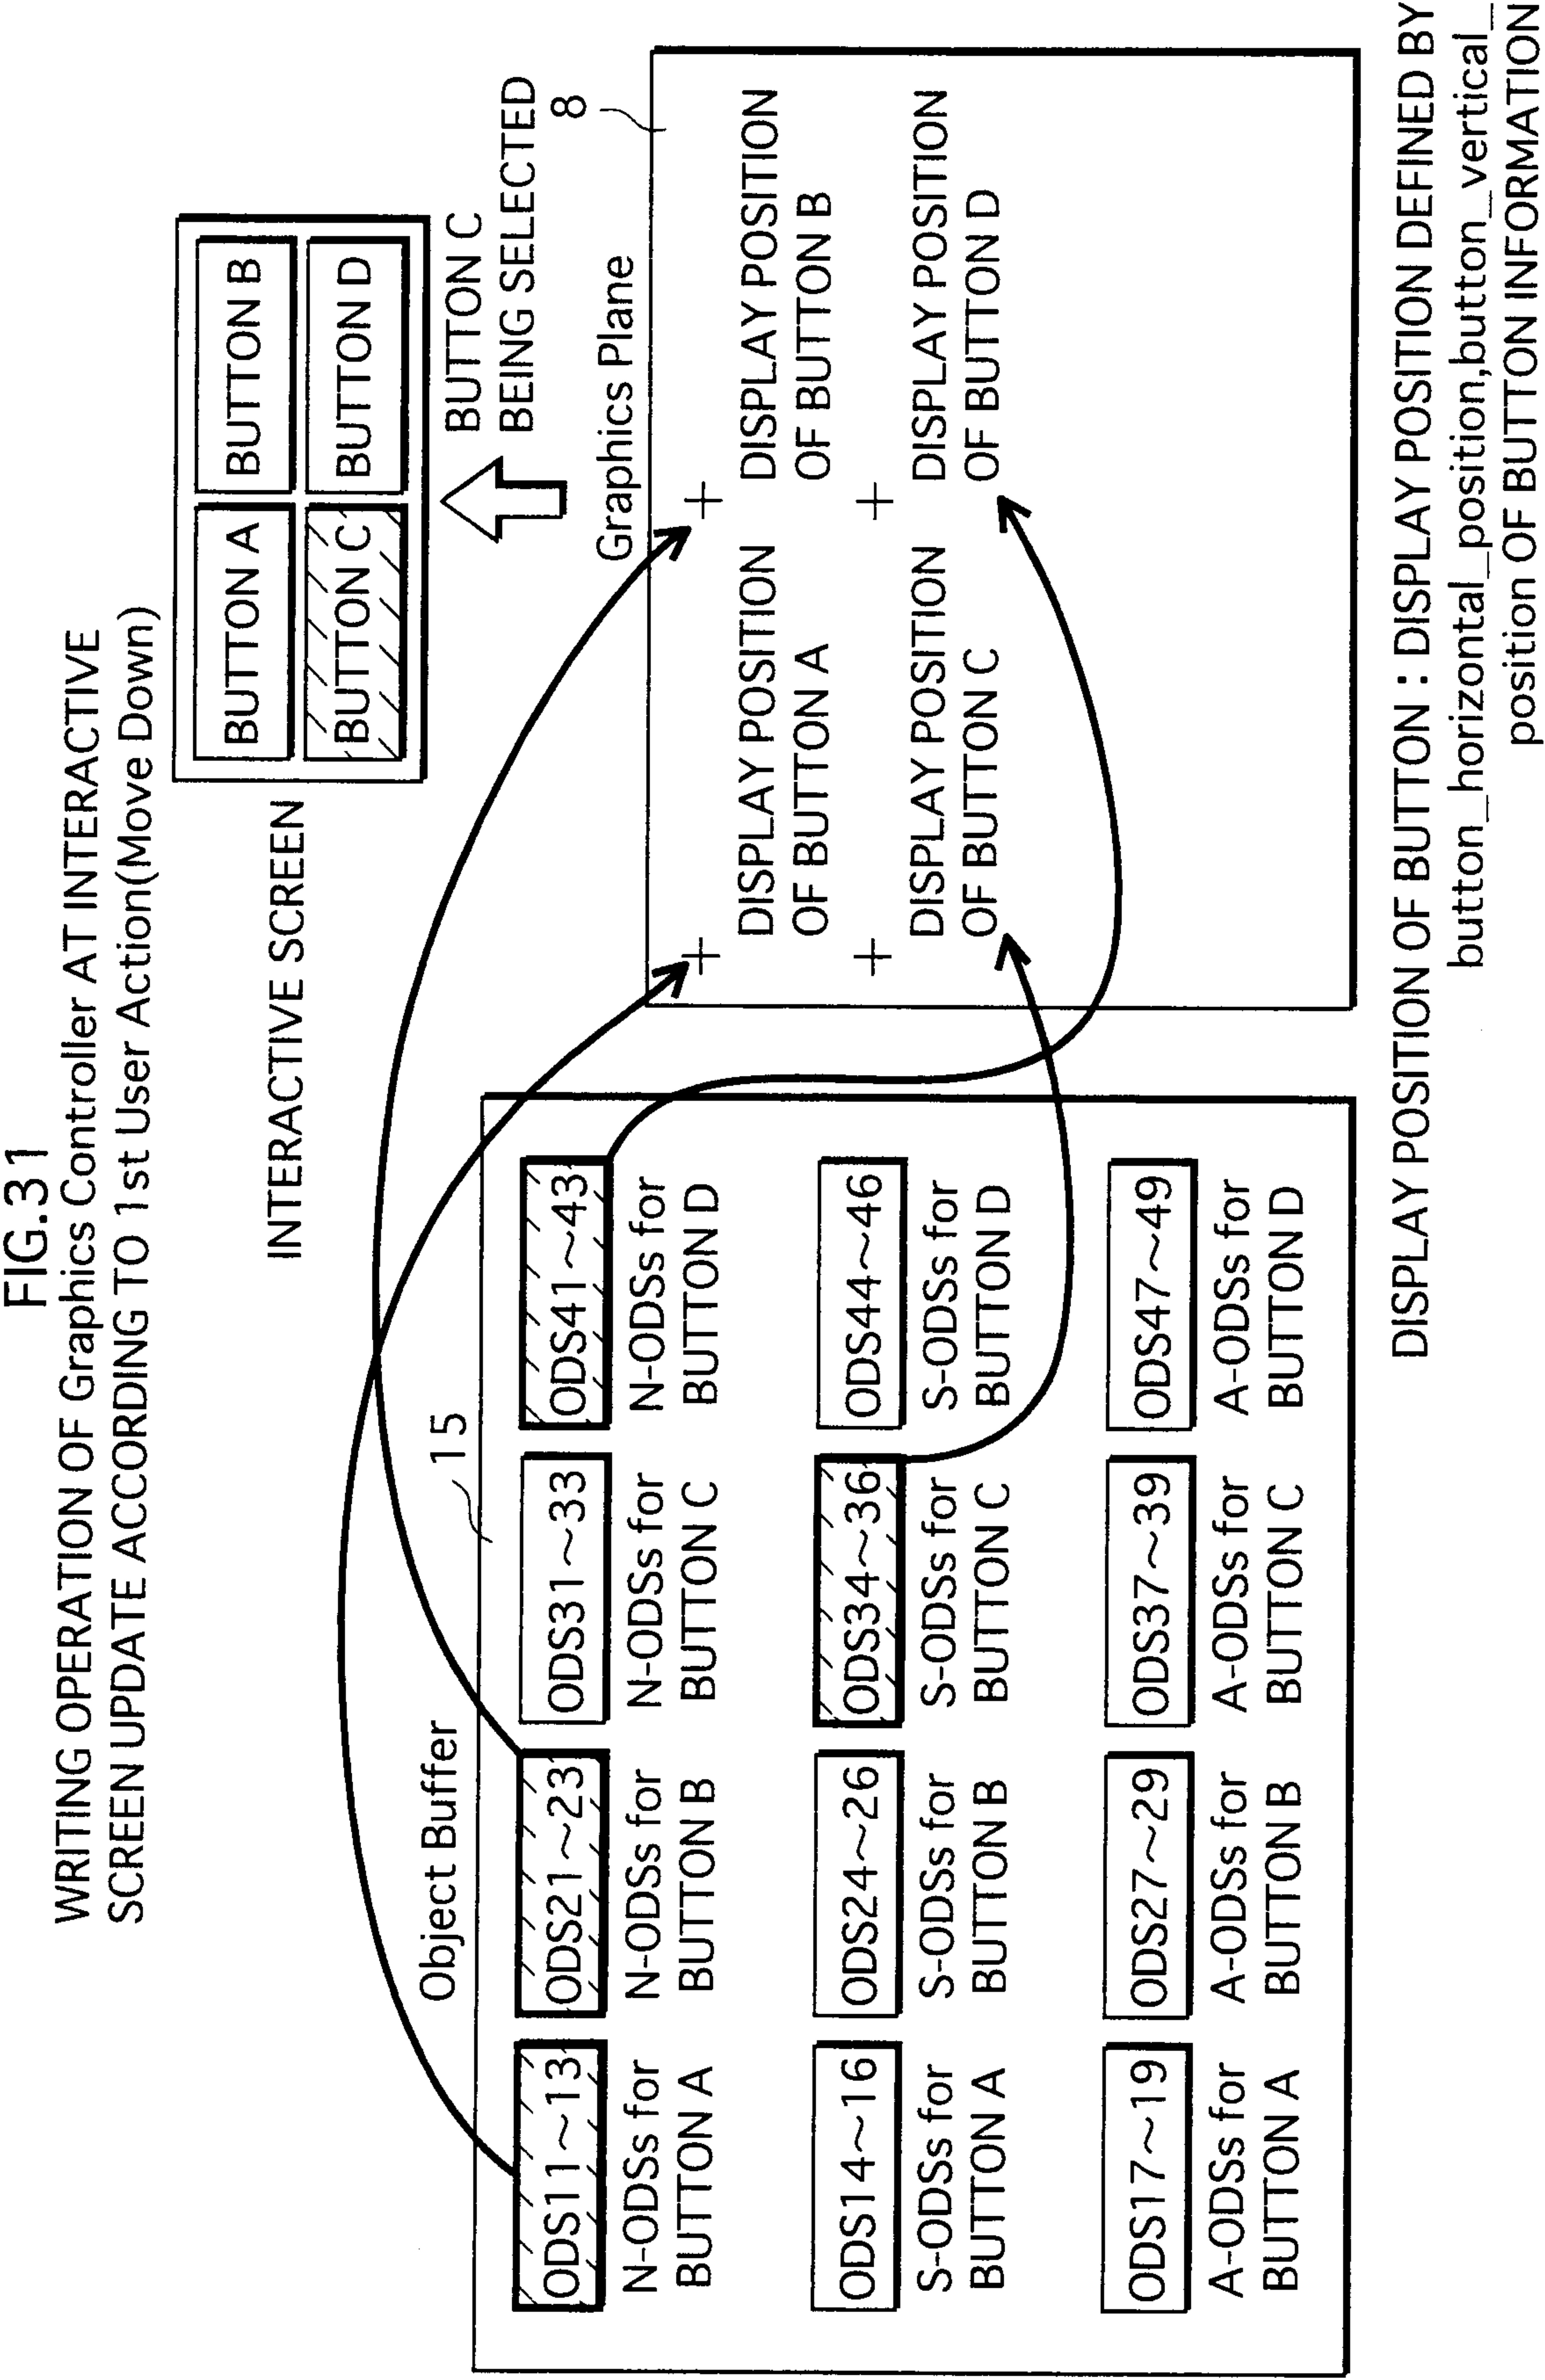 FIG.31
WRITING OPERATION OF Graphics Controller AT INTERACTIVE
SCREEN UPDATE ACCORDING TO 1st User Action(Move Down)
INTERACTIVE SCREEN
BUTTON A
BUTTON B
BUTTON C
BUTTON D
BUTTON C
BEING SELECTED
Object Buffer
15
ODS11~13
N-ODSs for
BUTTON A
ODS21~23
N-ODSs for
BUTTON B
ODS31~33
N-ODSs for
BUTTON C
ODS41~43
N-ODSs for
BUTTON D
ODS14~16
S-ODSs for
BUTTON A
ODS24~26
S-ODSs for
BUTTON B
ODS34~36
S-ODSs for
BUTTON C
ODS44~46
S-ODSs for
BUTTON D
ODS17~19
A-ODSs for
BUTTON A
ODS27~29
A-ODSs for
BUTTON B
ODS37~39
A-ODSs for
BUTTON C
ODS47~49
A-ODSs for
BUTTON D
Graphics Plane
8
DISPLAY POSITION
OF BUTTON A
DISPLAY POSITION
OF BUTTON B
DISPLAY POSITION
OF BUTTON C
DISPLAY POSITION
OF BUTTON D
DISPLAY POSITION OF BUTTON : DISPLAY POSITION DEFINED BY
button_horizontal_position,button_vertical_
position OF BUTTON INFORMATION